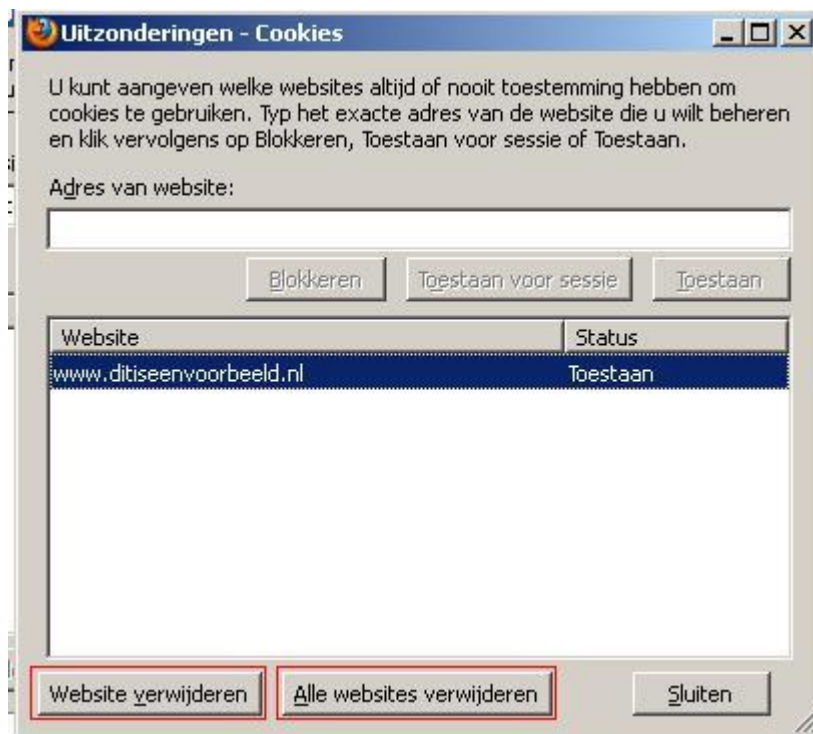 Uitzonderingen - Cookies
U kunt aangeven welke websites altijd of nooit toestemming hebben om
cookies te gebruiken. Typ het exacte adres van de website die u wilt beheren
en klik vervolgens op Blokkeren, Toestaan voor sessie of Toestaan.
Adres van website:
Blokkeren Toestaan voor sessie Toestaan
Website Status
www.ditiseenvoorbeeld.nl Toestaan
Website verwijderen Alle websites verwijderen Sluiten